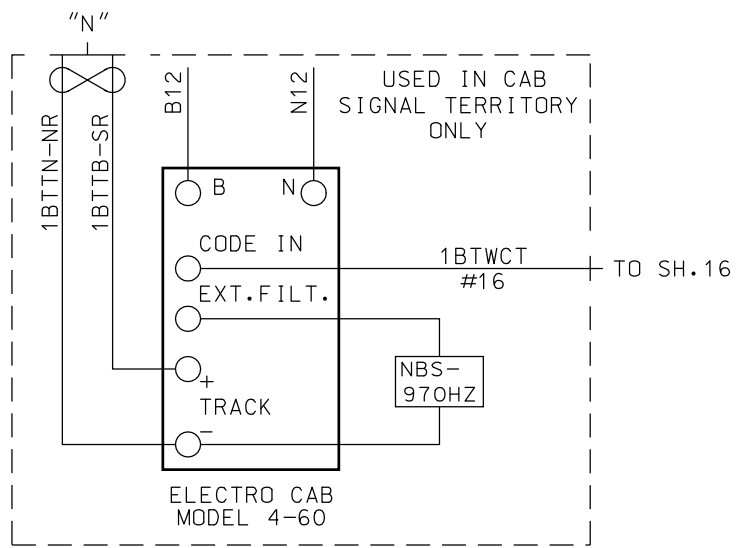 "N"
USED IN CAB
SIGNAL TERRITORY
ONLY
B12
N12
1BTTN-NR
1BTTB-SR
B
N
CODE IN
1BTWCT
#16
TO SH.16
EXT.FILT.
NBS-
970HZ
+
TRACK
-
ELECTRO CAB
MODEL 4-60